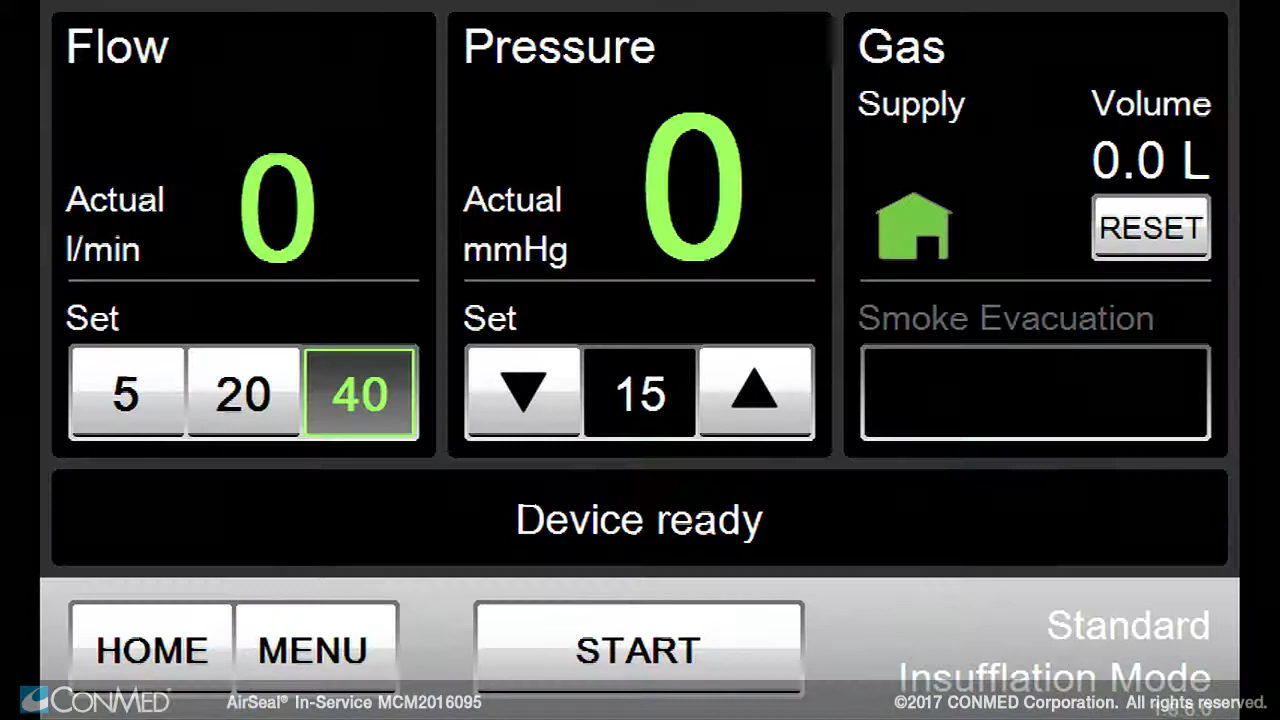 Flow
Actual
l/min
0
Set
5 20 40
Pressure
Actual
mmHg
0
Set
15
Gas
Supply
Volume
0.0 L
RESET
Smoke Evacuation
Device ready
HOME MENU START
Standard
Insufflation Mode
CONMED AirSeal® In-Service MCM2016095 ©2017 CONMED Corporation. All rights reserved.